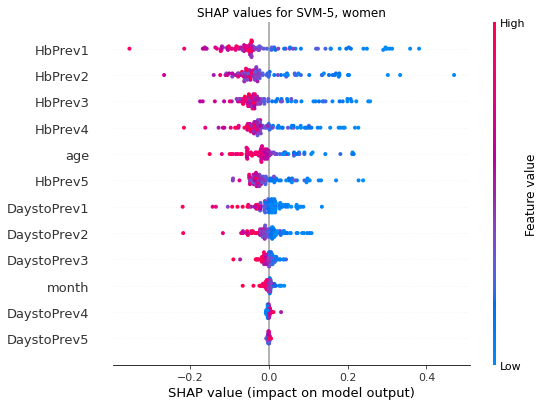 SHAP values for SVM-5, women
High
HbPrev1
HbPrev2
HbPrev3
HbPrev4
age
HbPrev5
DaystoPrev1
DaystoPrev2
DaystoPrev3
month
DaystoPrev4
DaystoPrev5
Feature value
Low
−0.2 0.0 0.2 0.4
SHAP value (impact on model output)